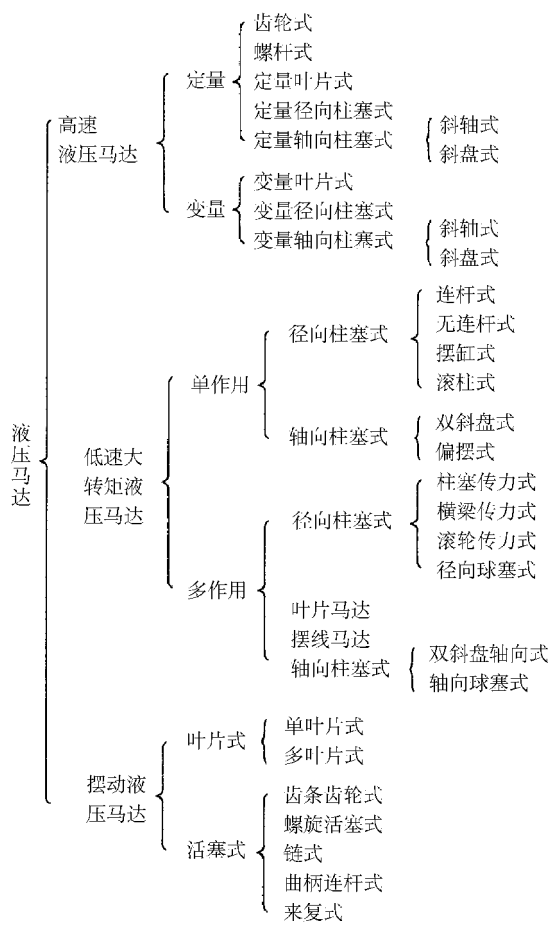 液压马达
高速
液压马达
定量
齿轮式
螺杆式
定量叶片式
定量径向柱塞式
定量轴向柱塞式
斜轴式
斜盘式
变量
变量叶片式
变量径向柱塞式
变量轴向柱塞式
斜轴式
斜盘式
低速大
转矩液
压马达
单作用
径向柱塞式
连杆式
无连杆式
摆缸式
滚柱式
轴向柱塞式
双斜盘式
偏摆式
多作用
径向柱塞式
柱塞传力式
横梁传力式
滚轮传力式
径向球塞式
叶片马达
摆线马达
轴向柱塞式
双斜盘轴向式
轴向球塞式
摆动液
压马达
叶片式
单叶片式
多叶片式
活塞式
齿条齿轮式
螺旋活塞式
链式
曲柄连杆式
来复式